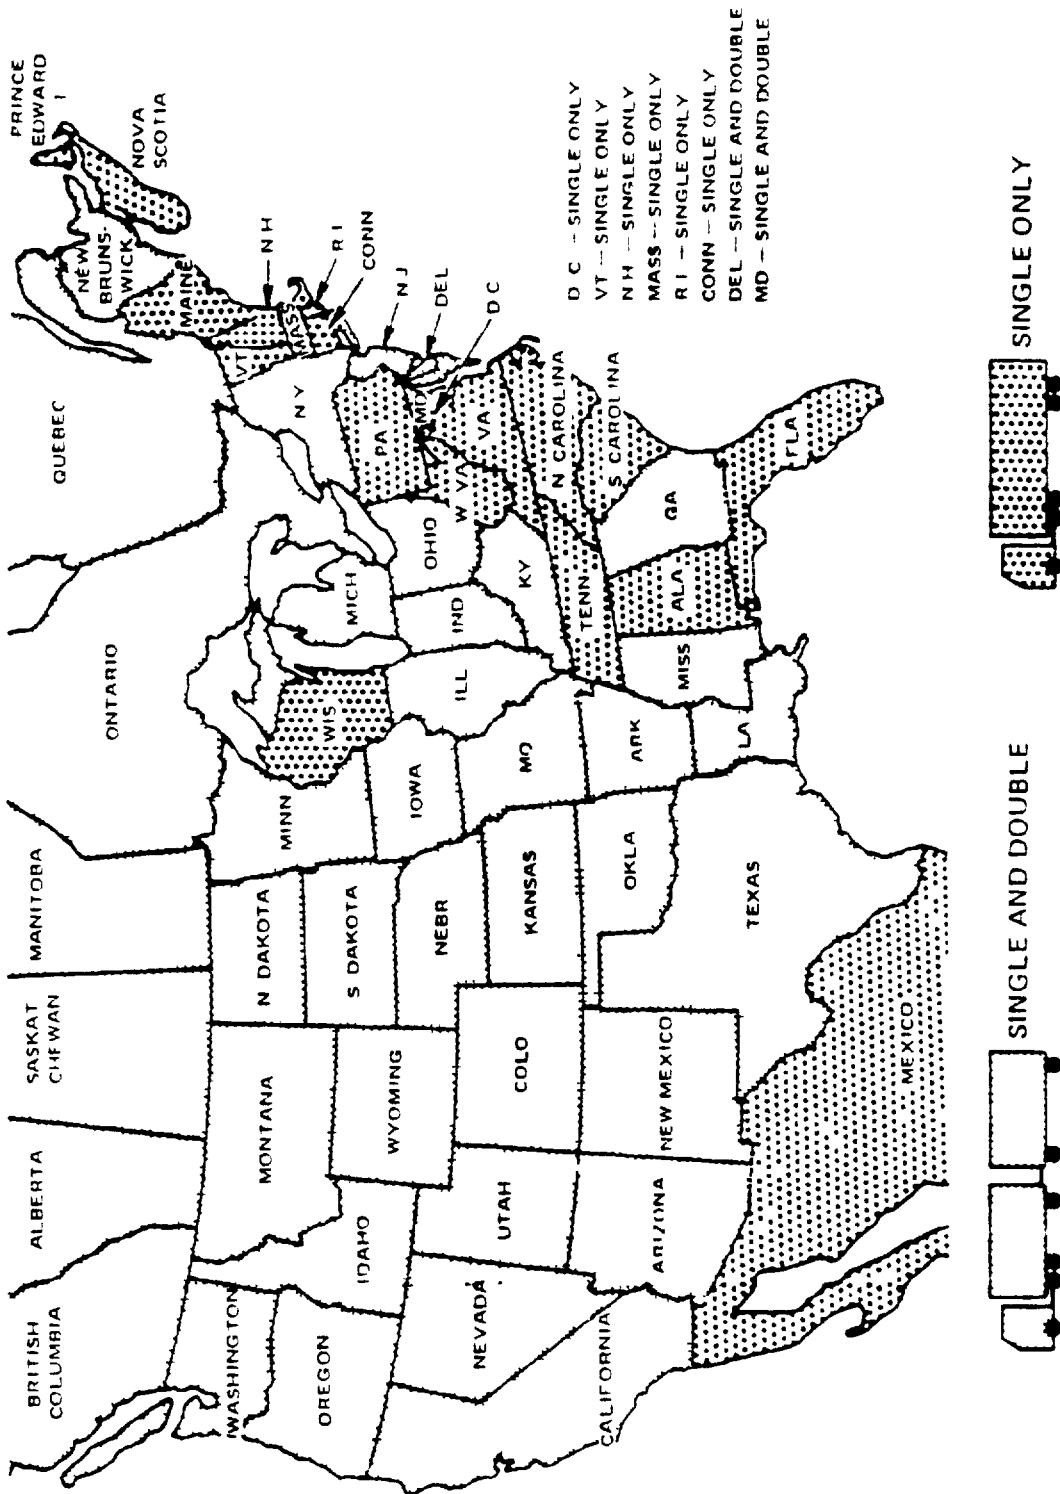 BRITISH
COLUMBIA
ALBERTA
SASKAT
CHEWAN
MANITOBA
ONTARIO
QUEBEC
NEW
BRUNS-
WICK
PRINCE
EDWARD
I
NOVA
SCOTIA
WASHINGTON
OREGON
IDAHO
MONTANA
N DAKOTA
S DAKOTA
MINN
WIS
MICH
NY
VT
MAINE
N H
MASS
R I
CONN
N J
DEL
D C
NEVADA
UTAH
WYOMING
COLO
NEBR
KANSAS
IOWA
MO
ILL
IND
OHIO
PA
MD
W VA
VA
KY
TENN
N CAROLINA
S CAROLINA
CALIFORNIA
ARIZONA
NEW MEXICO
OKLA
TEXAS
ARK
LA
MISS
ALA
GA
FLA
MEXICO
D C – SINGLE ONLY
VT – SINGLE ONLY
N H – SINGLE ONLY
MASS – SINGLE ONLY
R I – SINGLE ONLY
CONN – SINGLE ONLY
DEL – SINGLE AND DOUBLE
MD – SINGLE AND DOUBLE
SINGLE AND DOUBLE
SINGLE ONLY